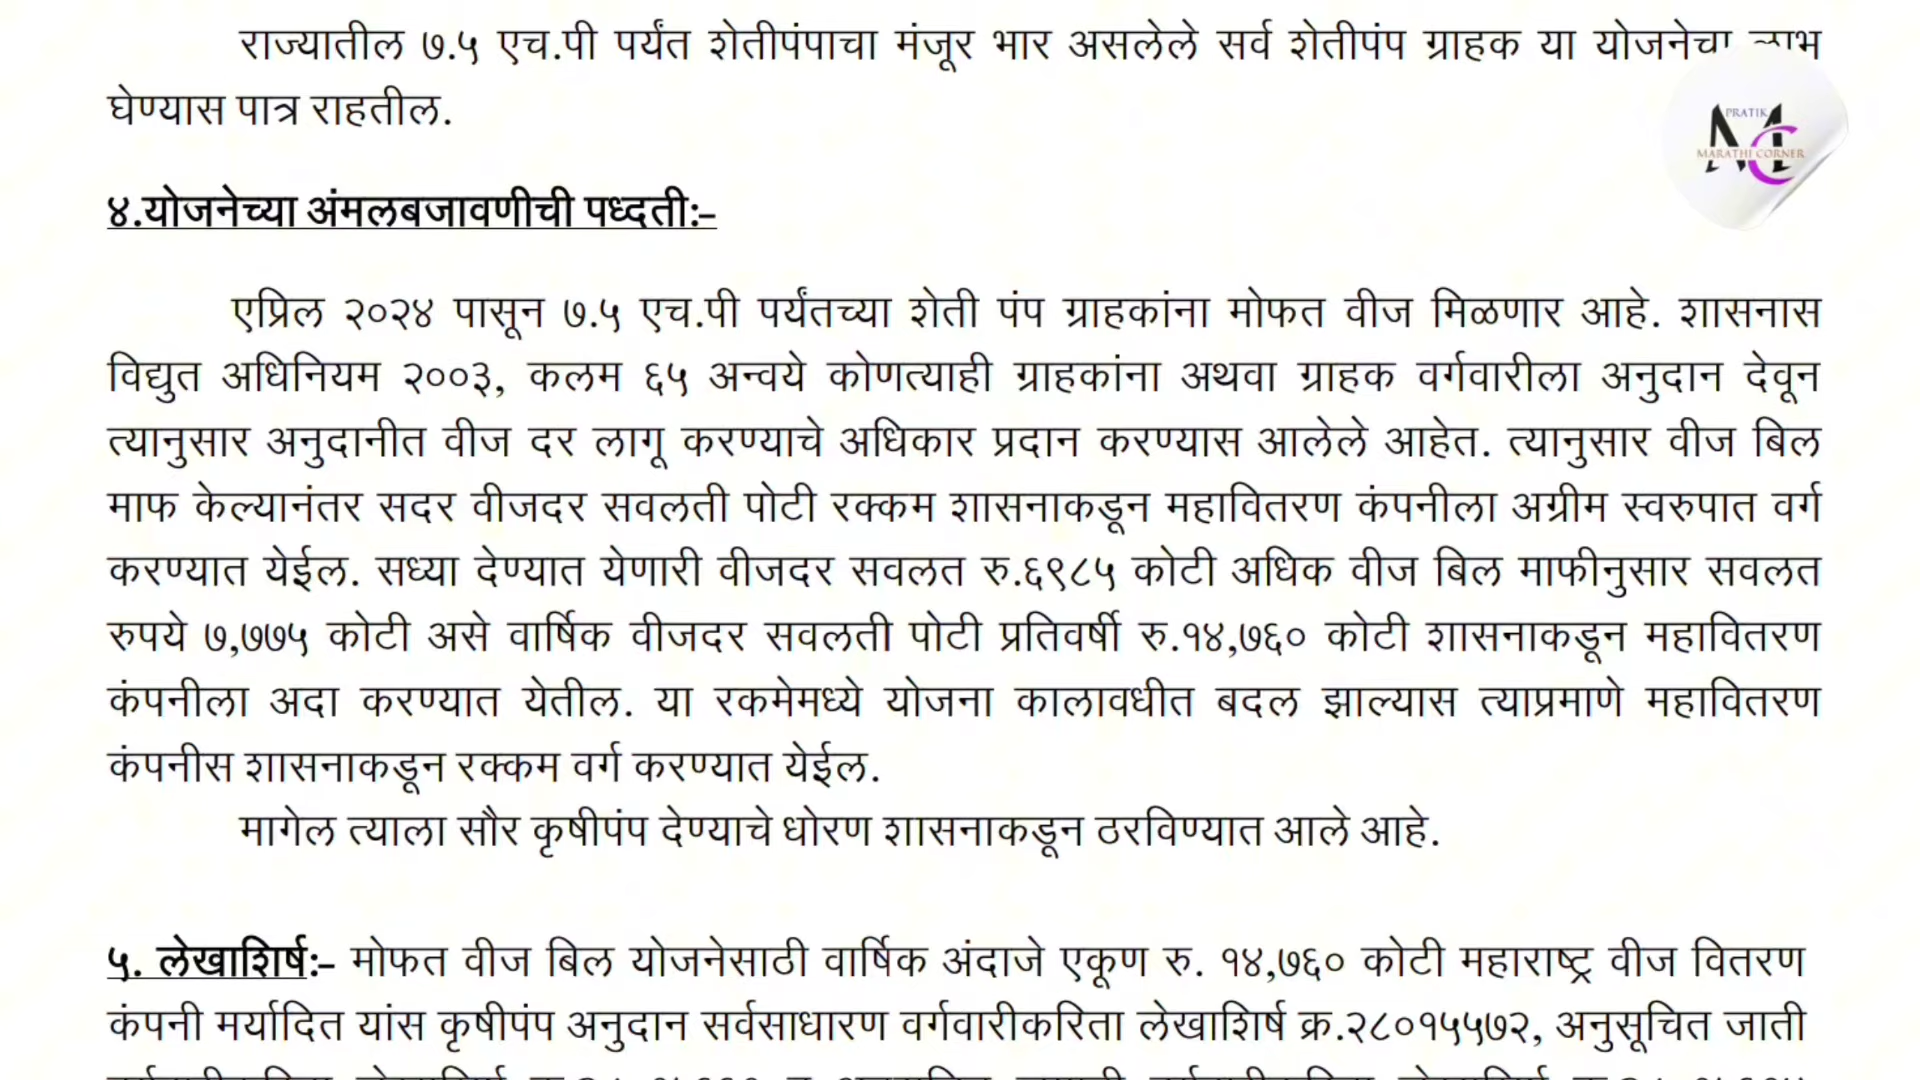 राज्यातील ७.५ एच.पी पर्यंत शेतीपंपाचा मंजूर भार असलेले सर्व शेतीपंप ग्राहक या योजनेचा लाभ
घेण्यास पात्र राहतील.
PRATIK
MARATHI CORNER
४.योजनेच्या अंमलबजावणीची पध्दती:-
एप्रिल २०२४ पासून ७.५ एच.पी पर्यंतच्या शेती पंप ग्राहकांना मोफत वीज मिळणार आहे. शासनास
विद्युत अधिनियम २००३, कलम ६५ अन्वये कोणत्याही ग्राहकांना अथवा ग्राहक वर्गवारीला अनुदान देवून
त्यानुसार अनुदानीत वीज दर लागू करण्याचे अधिकार प्रदान करण्यास आलेले आहेत. त्यानुसार वीज बिल
माफ केल्यानंतर सदर वीजदर सवलती पोटी रक्कम शासनाकडून महावितरण कंपनीला अग्रीम स्वरुपात वर्ग
करण्यात येईल. सध्या देण्यात येणारी वीजदर सवलत रु.६९८५ कोटी अधिक वीज बिल माफीनुसार सवलत
रुपये ७,७७५ कोटी असे वार्षिक वीजदर सवलती पोटी प्रतिवर्षी रु.१४,७६० कोटी शासनाकडून महावितरण
कंपनीला अदा करण्यात येतील. या रकमेमध्ये योजना कालावधीत बदल झाल्यास त्याप्रमाणे महावितरण
कंपनीस शासनाकडून रक्कम वर्ग करण्यात येईल.
मागेल त्याला सौर कृषीपंप देण्याचे धोरण शासनाकडून ठरविण्यात आले आहे.
५. लेखाशिर्ष:- मोफत वीज बिल योजनेसाठी वार्षिक अंदाजे एकूण रु. १४,७६० कोटी महाराष्ट्र वीज वितरण
कंपनी मर्यादित यांस कृषीपंप अनुदान सर्वसाधारण वर्गवारीकरिता लेखाशिर्ष क्र.२८०१५५७२, अनुसूचित जाती